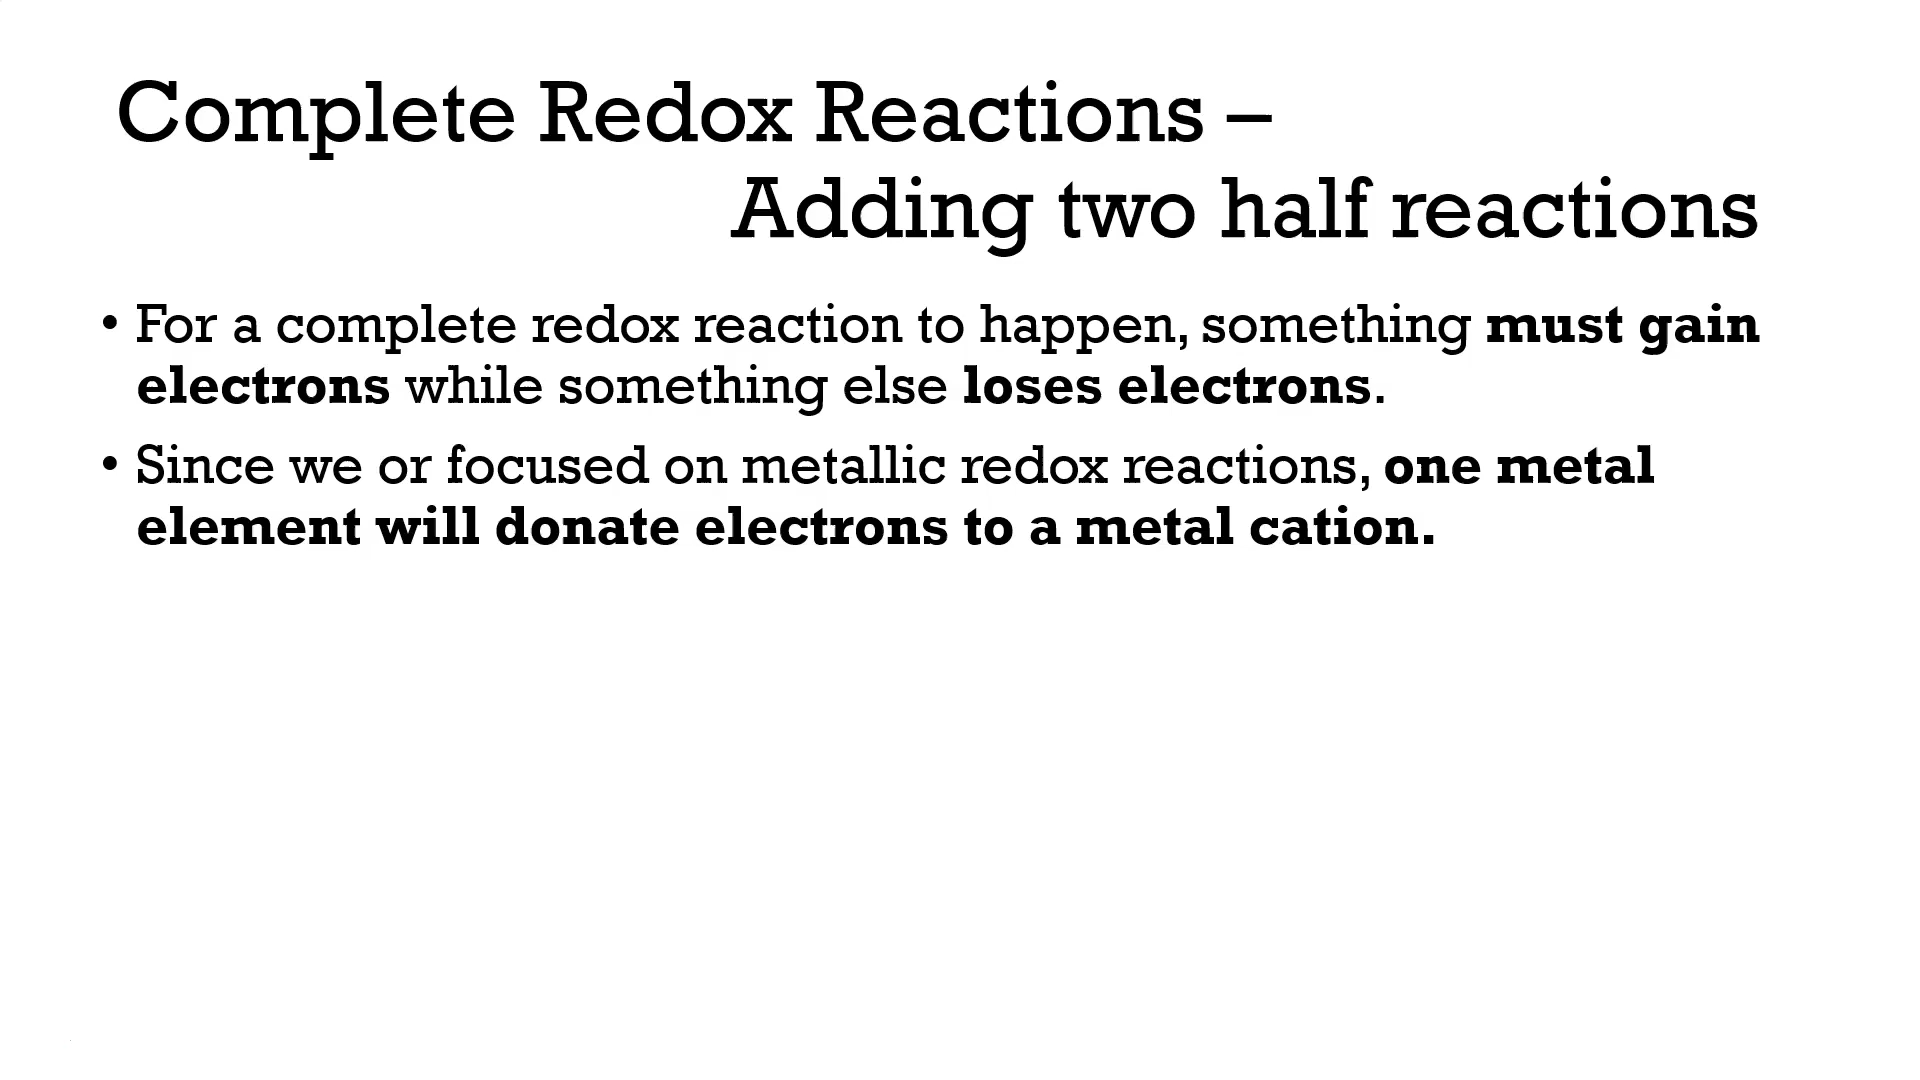 Complete Redox Reactions –
Adding two half reactions
• For a complete redox reaction to happen, something must gain
electrons while something else loses electrons.
• Since we or focused on metallic redox reactions, one metal
element will donate electrons to a metal cation.